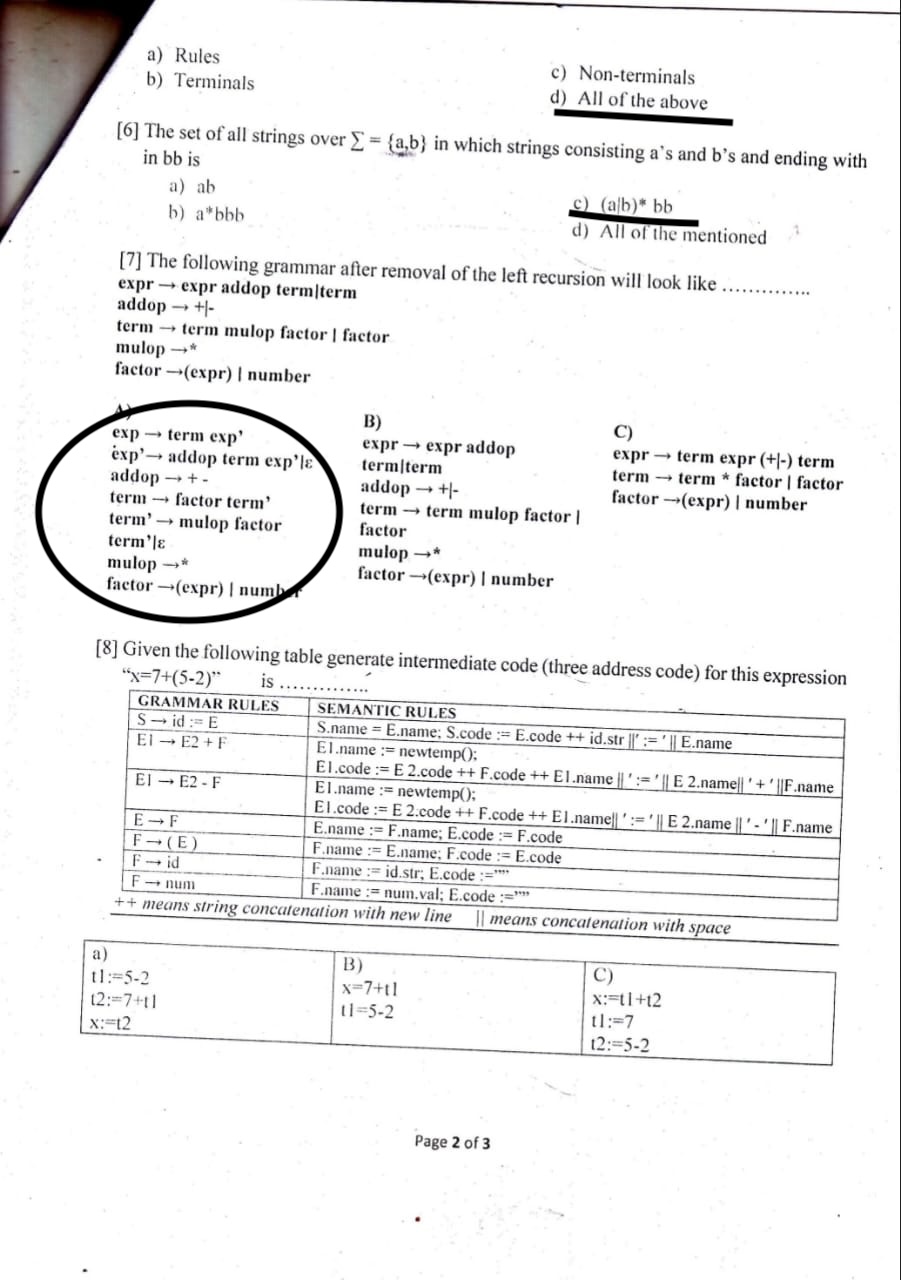 a) Rules
b) Terminals
c) Non-terminals
d) All of the above
[6] The set of all strings over ∑ = {a,b} in which strings consisting a's and b's and ending with
in bb is
a) ab
b) a*bbb
c) (a|b)* bb
d) All of the mentioned
[7] The following grammar after removal of the left recursion will look like ..............
expr → expr addop term|term
addop → +|-
term → term mulop factor | factor
mulop →*
factor →(expr) | number
A)
exp → term exp'
exp'→ addop term exp'|ε
addop → + -
term → factor term'
term' → mulop factor
term'|ε
mulop →*
factor →(expr) | number
B)
expr → expr addop
term|term
addop → +|-
term → term mulop factor |
factor
mulop →*
factor →(expr) | number
C)
expr → term expr (+|-) term
term → term * factor | factor
factor →(expr) | number
[8] Given the following table generate intermediate code (three address code) for this expression
"x=7+(5-2)" is ..............
GRAMMAR RULES SEMANTIC RULES
S → id := E S.name = E.name; S.code := E.code ++ id.str ||' := ' || E.name
E1 → E2 + F E1.name := newtemp();
E1.code := E 2.code ++ F.code ++ E1.name || ' := ' || E 2.name|| ' + ' ||F.name
E1 → E2 - F E1.name := newtemp();
E1.code := E 2.code ++ F.code ++ E1.name|| ' := ' || E 2.name || ' - ' || F.name
E → F E.name := F.name; E.code := F.code
F → ( E ) F.name := E.name; F.code := E.code
F → id F.name := id.str; E.code :=""
F → num F.name := num.val; E.code :=""
++ means string concatenation with new line || means concatenation with space
a)
t1:=5-2
t2:=7+t1
x:=t2
B)
x=7+t1
t1=5-2
C)
x:=t1+t2
t1:=7
t2:=5-2
Page 2 of 3